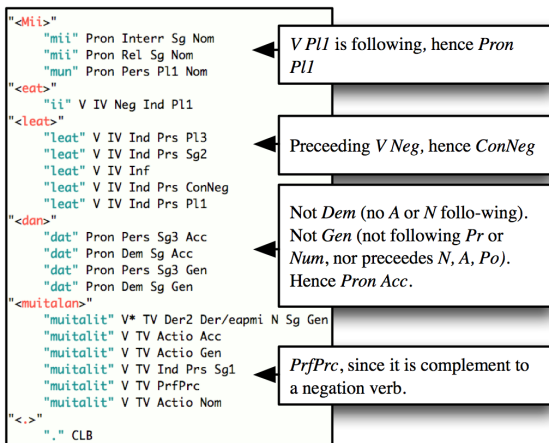 "<Mii>"
"mii" Pron Interr Sg Nom
"mii" Pron Rel Sg Nom
"mun" Pron Pers Pl1 Nom
"<eat>"
"ii" V IV Neg Ind Pl1
"<leat>"
"leat" V IV Ind Prs Pl3
"leat" V IV Ind Prs Sg2
"leat" V IV Inf
"leat" V IV Ind Prs ConNeg
"leat" V IV Ind Prs Pl1
"<dan>"
"dat" Pron Pers Sg3 Acc
"dat" Pron Dem Sg Acc
"dat" Pron Pers Sg3 Gen
"dat" Pron Dem Sg Gen
"<muitalan>"
"muitalit" V* TV Der2 Der/eapmi N Sg Gen
"muitalit" V TV Actio Acc
"muitalit" V TV Actio Gen
"muitalit" V TV Ind Prs Sg1
"muitalit" V TV PrfPrc
"muitalit" V TV Actio Nom
"<.>"
"." CLB
V Pl1 is following, hence Pron
Pl1
Preceeding V Neg, hence ConNeg
Not Dem (no A or N follo-wing).
Not Gen (not following Pr or
Num, nor preceedes N, A, Po).
Hence Pron Acc.
PrfPrc, since it is complement to
a negation verb.